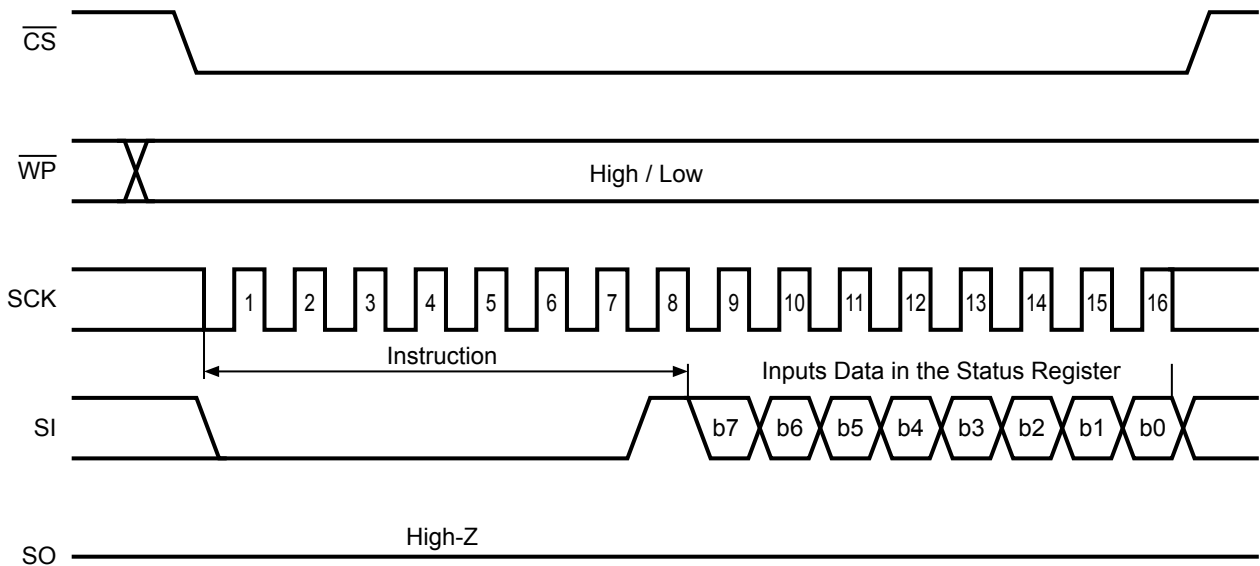 CS
WP
High / Low
SCK
1 2 3 4 5 6 7 8 9 10 11 12 13 14 15 16
Instruction
Inputs Data in the Status Register
SI
b7 b6 b5 b4 b3 b2 b1 b0
High-Z
SO